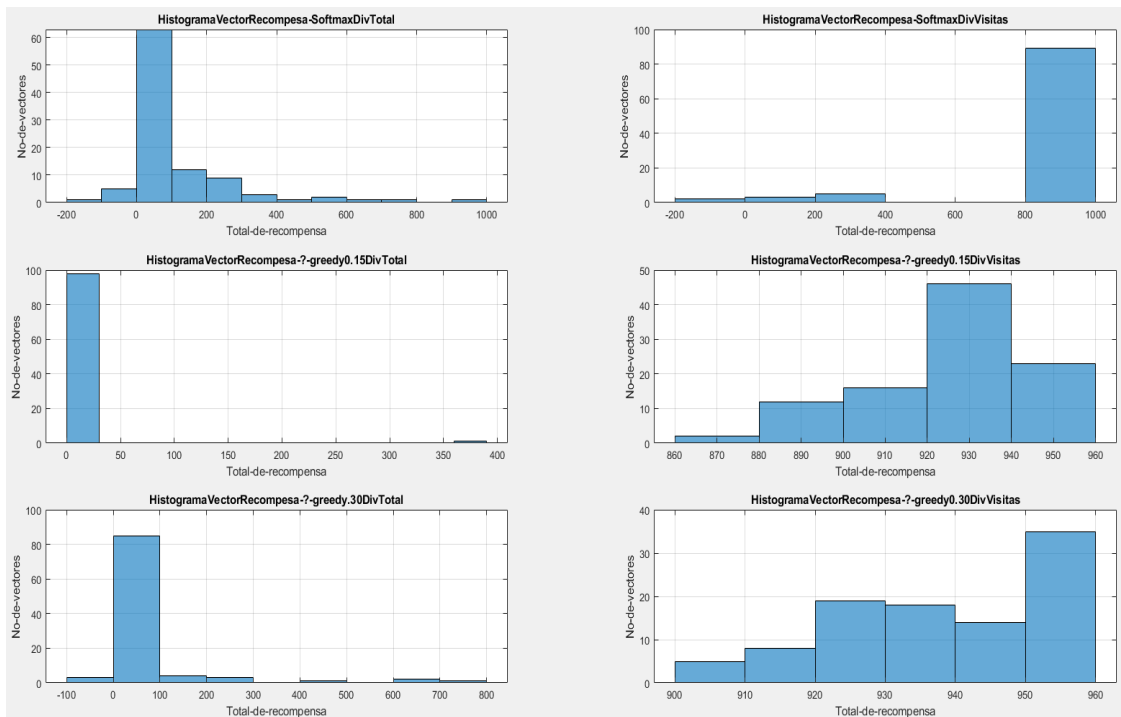 HistogramaVectorRecompesa-SoftmaxDivTotal
No-de-vectores
60
50
40
30
20
10
0
-200 0 200 400 600 800 1000
Total-de-recompensa
HistogramaVectorRecompesa-SoftmaxDivVisitas
No-de-vectores
100
80
60
40
20
0
-200 0 200 400 600 800 1000
Total-de-recompensa
HistogramaVectorRecompesa-?-greedy0.15DivTotal
No-de-vectores
100
80
60
40
20
0
0 50 100 150 200 250 300 350 400
Total-de-recompensa
HistogramaVectorRecompesa-?-greedy0.15DivVisitas
No-de-vectores
50
40
30
20
10
0
860 870 880 890 900 910 920 930 940 950 960
Total-de-recompensa
HistogramaVectorRecompesa-?-greedy.30DivTotal
No-de-vectores
100
80
60
40
20
0
-100 0 100 200 300 400 500 600 700 800
Total-de-recompensa
HistogramaVectorRecompesa-?-greedy0.30DivVisitas
No-de-vectores
40
30
20
10
0
900 910 920 930 940 950 960
Total-de-recompensa